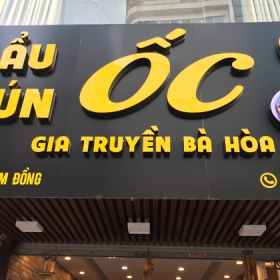 ẨU ỐC
ÚN
GIA TRUYỀN BÀ HÒA
M ĐỒNG